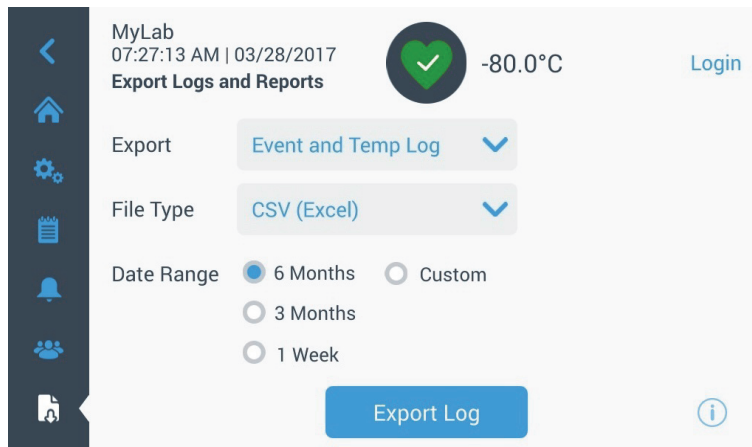 MyLab
07:27:13 AM | 03/28/2017
Export Logs and Reports
-80.0°C
Login
Export
Event and Temp Log
File Type
CSV (Excel)
Date Range
6 Months
Custom
3 Months
1 Week
Export Log